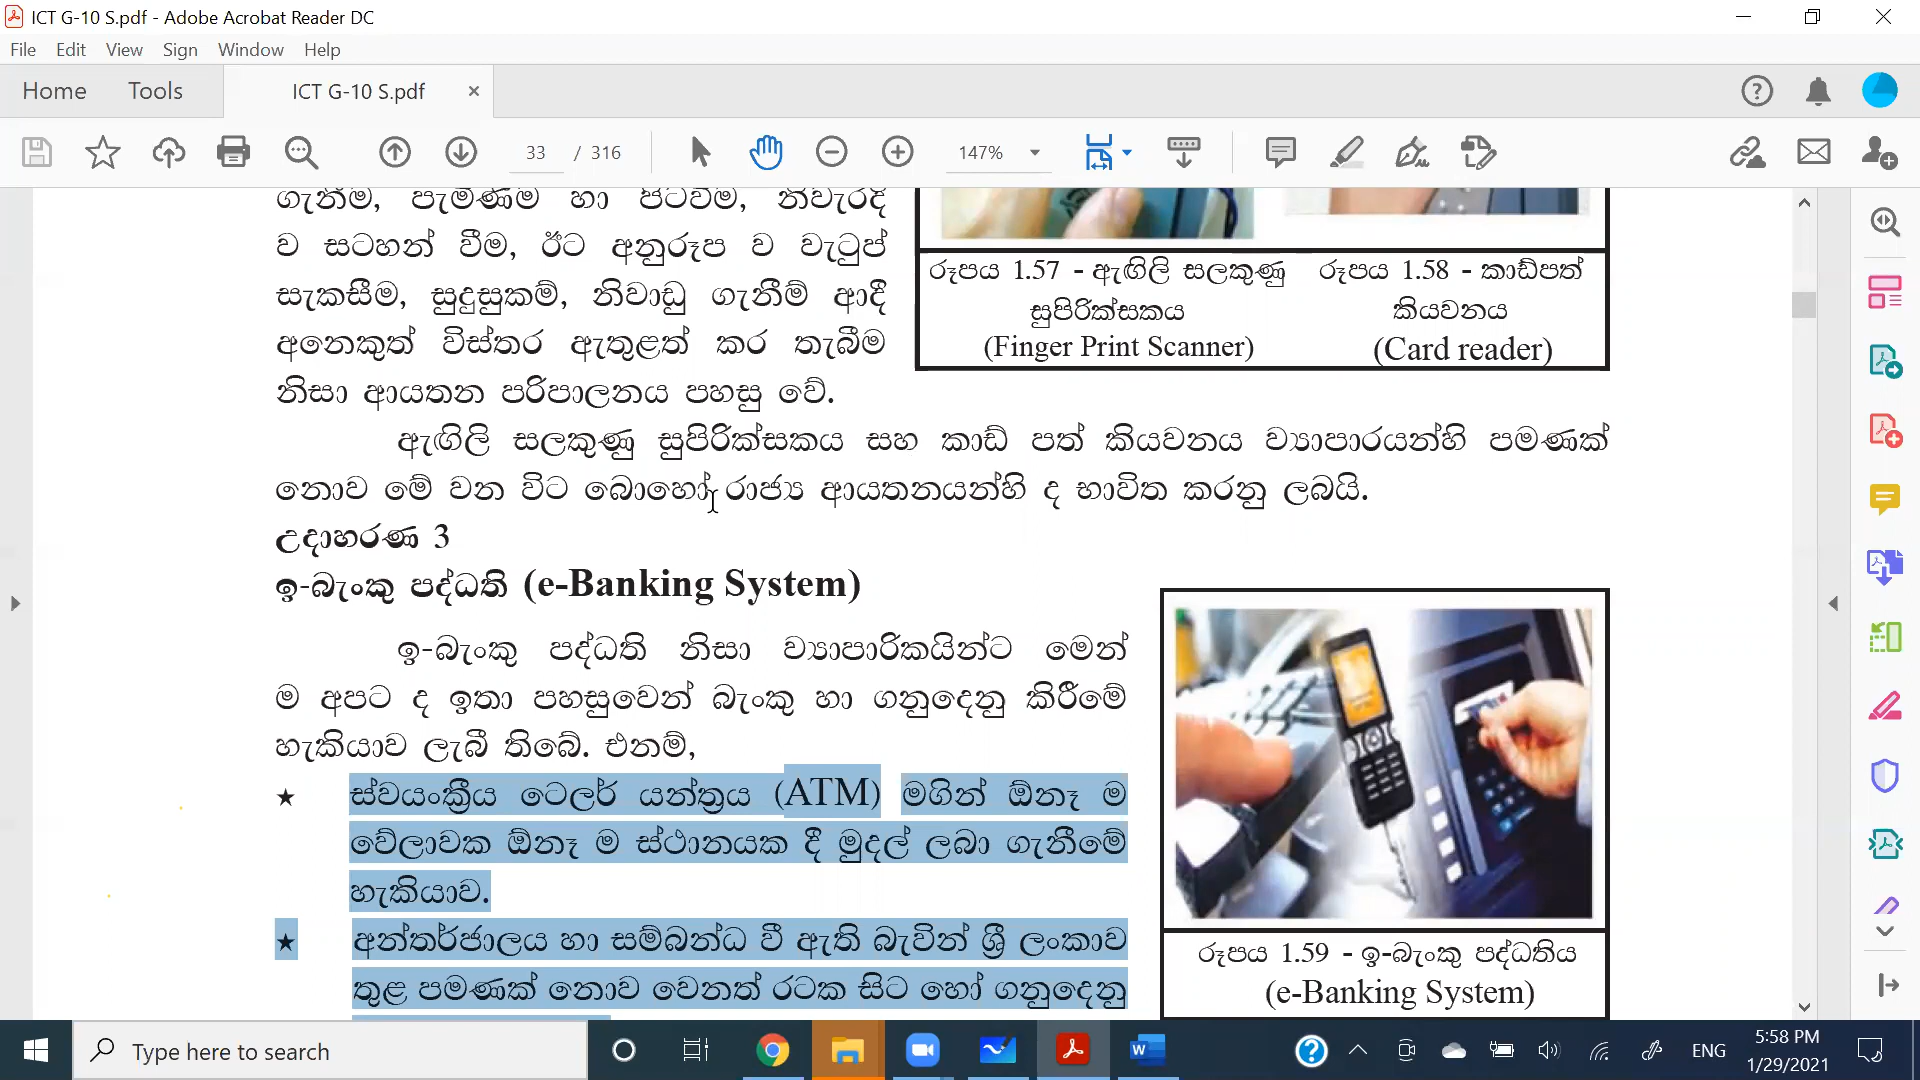 ICT G-10 S.pdf - Adobe Acrobat Reader DC
File Edit View Sign Window Help
Home Tools ICT G-10 S.pdf
33 / 316 147%
ගැනීම, පැමිණීම හා පිටවීම, නිවැරදි
ව සටහන් වීම, ඊට අනුරූප ව වැටුප්
සැකසීම, සුදුසුකම්, නිවාඩු ගැනීම් ආදී
අනෙකුත් විස්තර ඇතුළත් කර තැබීම
නිසා ආයතන පරිපාලනය පහසු වේ.
රූපය 1.57 - ඇඟිලි සලකුණු
සුපිරික්සකය
(Finger Print Scanner)
රූපය 1.58 - කාඩ්පත්
කියවනය
(Card reader)
ඇඟිලි සලකුණු සුපිරික්සකය සහ කාඩ් පත් කියවනය ව්‍යාපාරයන්හි පමණක්
නොව මේ වන විට බොහෝ රාජ්‍ය ආයතනයන්හි ද භාවිත කරනු ලබයි.
උදාහරණ 3
ඉ-බැංකු පද්ධති (e-Banking System)
ඉ-බැංකු පද්ධති නිසා ව්‍යාපාරිකයින්ට මෙන්
ම අපට ද ඉතා පහසුවෙන් බැංකු හා ගනුදෙනු කිරීමේ
හැකියාව ලැබී තිබේ. එනම්,
★ ස්වයංක්‍රීය ටෙලර් යන්ත්‍රය (ATM) මගින් ඕනෑ ම
වේලාවක ඕනෑ ම ස්ථානයක දී මුදල් ලබා ගැනීමේ
හැකියාව.
★ අන්තර්ජාලය හා සම්බන්ධ වී ඇති බැවින් ශ්‍රී ලංකාව
තුළ පමණක් නොව වෙනත් රටක සිට හෝ ගනුදෙනු
රූපය 1.59 - ඉ-බැංකු පද්ධතිය
(e-Banking System)
Type here to search
ENG
5:58 PM
1/29/2021